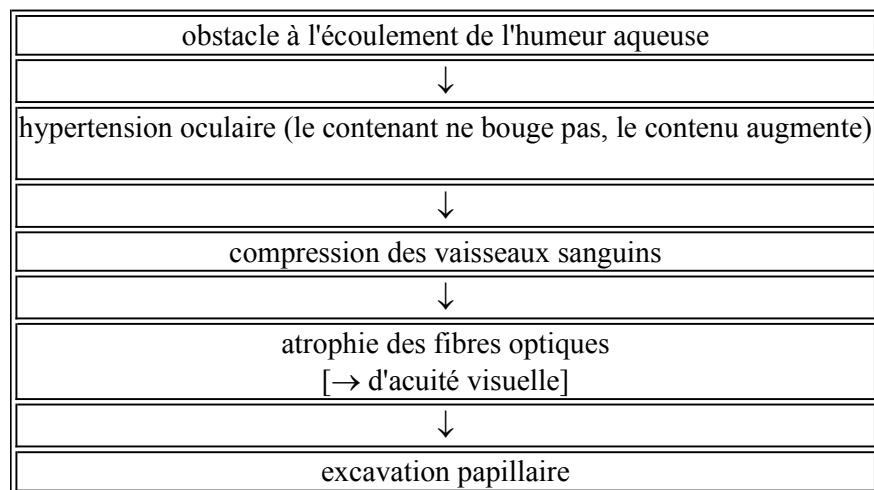 obstacle à l'écoulement de l'humeur aqueuse
↓
hypertension oculaire (le contenant ne bouge pas, le contenu augmente)
↓
compression des vaisseaux sanguins
↓
atrophie des fibres optiques
[→ d'acuité visuelle]
↓
excavation papillaire